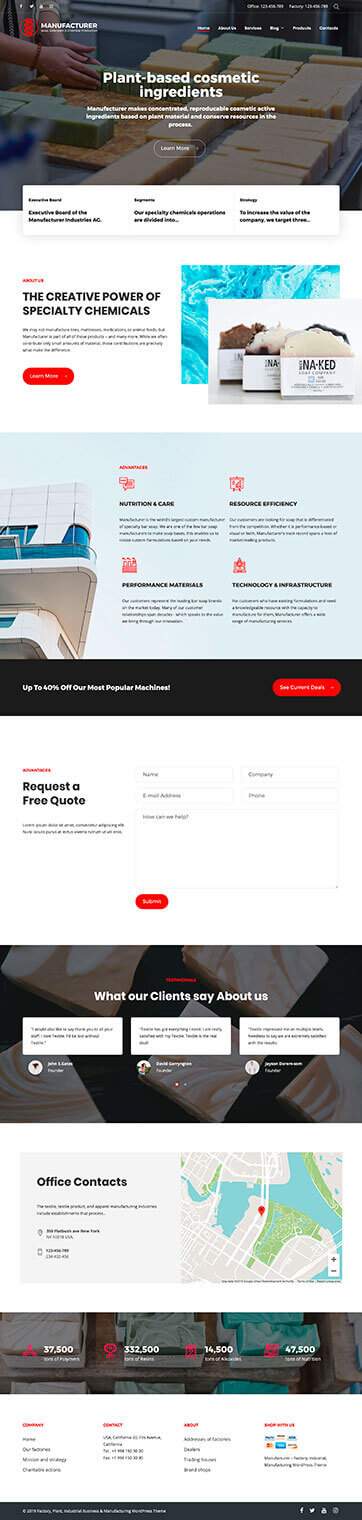 Office: 123-456-789 Factory: 123-456-789
MANUFACTURER
Home About Us Services Blog Products Contacts
Plant-based cosmetic
ingredients
Manufacturer makes concentrated, reproducable cosmetic active
ingredients based on plant material and conserve resources in the
process.
Learn More
Executive Board
Executive Board of the
Manufacturer Industries AG.
Segments
Our specialty chemicals operations
are divided into...
Strategy
To increase the value of the
company, we target three...
ABOUT US
THE CREATIVE POWER OF
SPECIALTY CHEMICALS
We may not manufacture tires, mattresses, medications, or animal feeds, but
Manufacturer is part of all of those products – and many more. While we often
contribute only small amounts of material, those contributions are precisely
what make the difference.
Learn More
NA·KED
SOAP COMPANY
ADVANTAGES
NUTRITION & CARE
Manufacturer is the world's largest custom manufacturer
of specialty bar soap. We are one of the few bar soap
manufacturers to make soap bases; this enables us to
create custom formulations based on your needs.
RESOURCE EFFICIENCY
Our customers are looking for soap that is differentiated
from the competition. Whether it is performance-based or
visual or both, Manufacturer's track record spans a host of
market-leading products.
PERFORMANCE MATERIALS
Our customers represent the leading bar soap brands
on the market today. Many of our customer
relationships span decades - which speaks to the value
we bring through our innovation.
TECHNOLOGY & INFRASTRUCTURE
For customers who have existing formulations and need
a knowledgeable resource with the capacity to
manufacture for them, Manufacturer offers a wide
range of manufacturing services.
Up To 40% Off Our Most Popular Machines!
See Current Deals
ADVANTAGES
Request a
Free Quote
Lorem ipsum dolor sit amet, consectetur adipiscing elit.
Nunc iaculis purus at lectus viverra rutrum ut vel eros.
Name
Company
E-mail Address
Phone
How can we help?
Submit
TESTIMONIALS
What our Clients say About us
"I would also like to say thank you to all of your
staff. I love Textile. I'd be lost without
Textile."
John S.Gates
Founder
"Textile has got everything I need. I am really
satisfied with my Textile. Textile is the real
deal!
David Gerryngton
Founder
"Textile impressed me on multiple levels.
Needless to say we are extremely satisfied
with the results.
Jayson Doramson
Founder
Office Contacts
The textile, textile product, and apparel manufacturing industries
include establishments that process...
350 Flatbush ave New York
NY 93018 USA.
123-456-789
234-432-456
37,500
tons of Polymers
332,500
tons of Resins
14,500
tons of Alkoxides
47,500
tons of Nutrition
COMPANY
Home
Our factories
Mission and strategy
Charitable actions
CONTACT
USA, California 20, First Avenue,
California
Tel.: +1 998 150 30 20
Fax: +1 998 150 30 20
ABOUT
Addresses of factories
Dealers
Trading houses
Brand shops
SHOP WITH US
Manufacturer – Factory, Industrial,
Manufacturing WordPress Theme
© 2019 Factory, Plant, Industrial Business & Manufacturing WordPress Theme